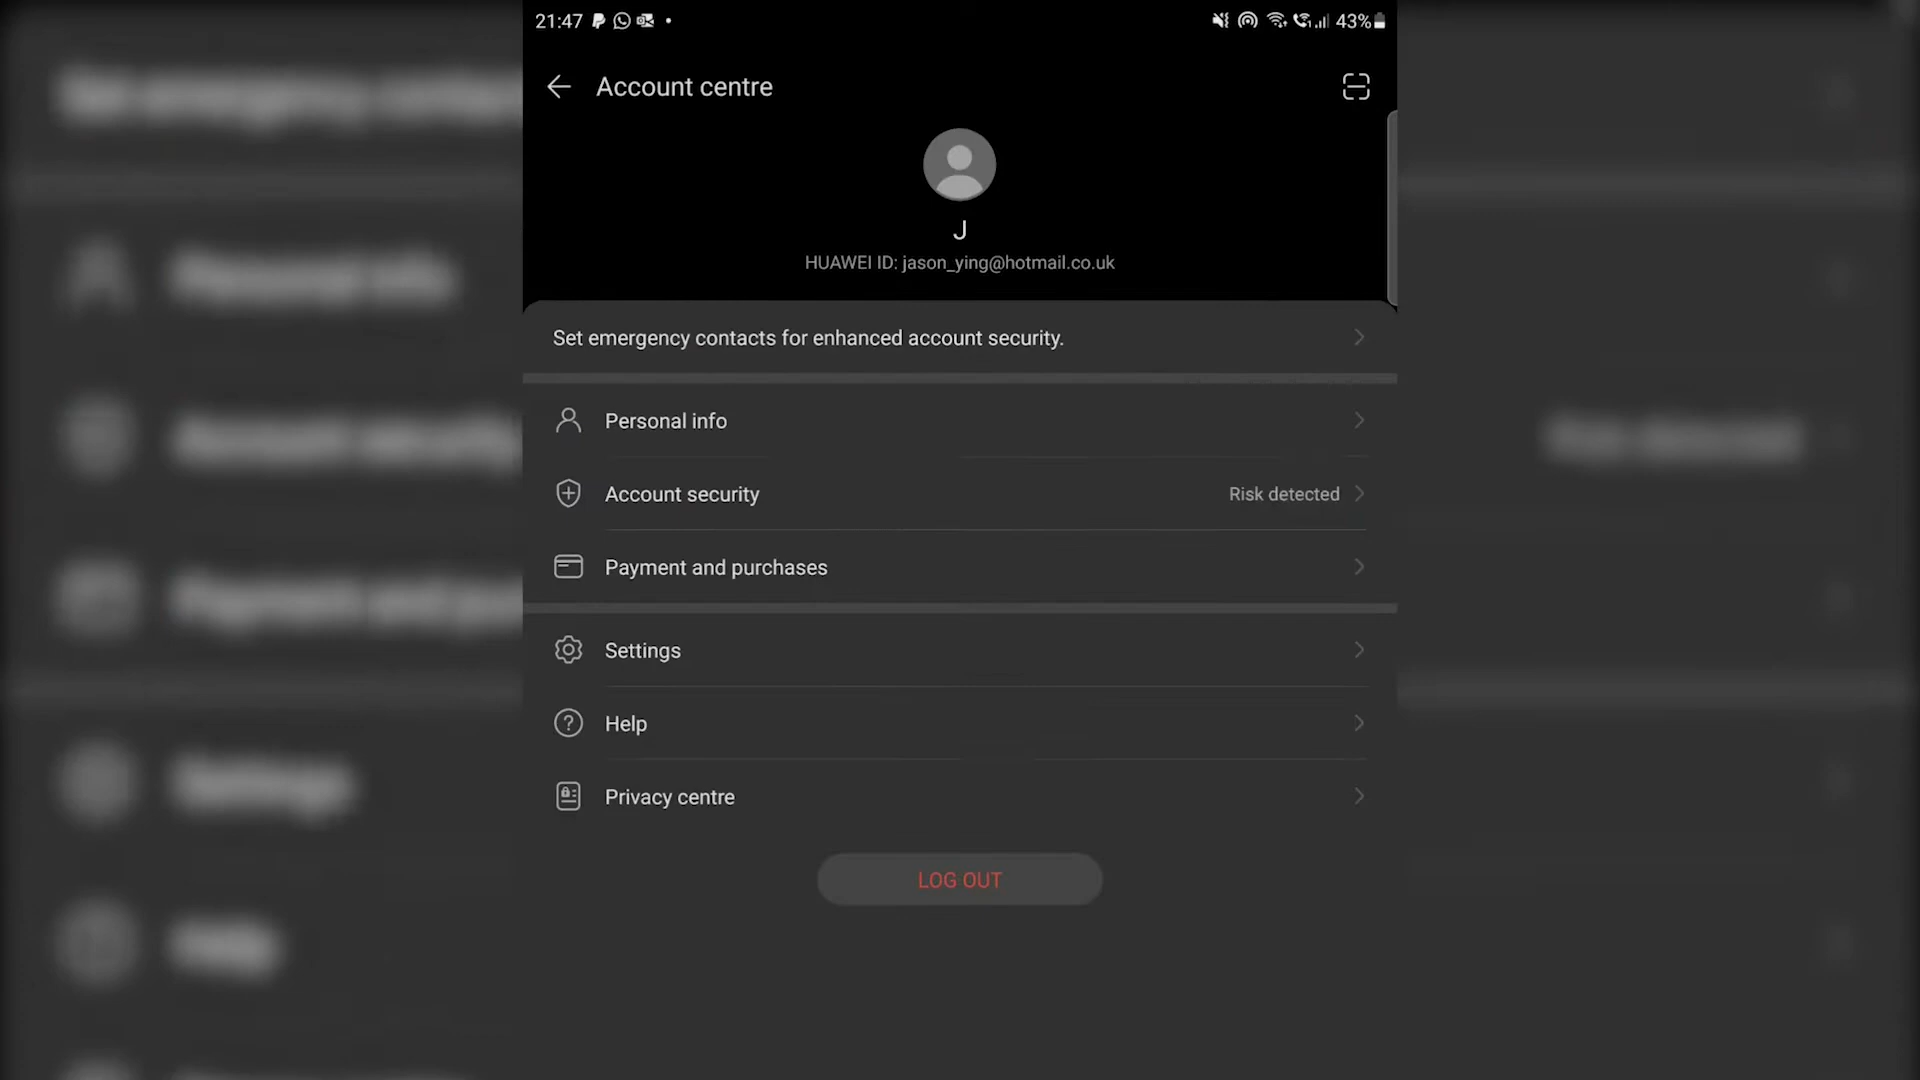 21:47
43%
Account centre
J
HUAWEI ID: jason_ying@hotmail.co.uk
Set emergency contacts for enhanced account security.
Personal info
Account security
Risk detected
Payment and purchases
Settings
Help
Privacy centre
LOG OUT